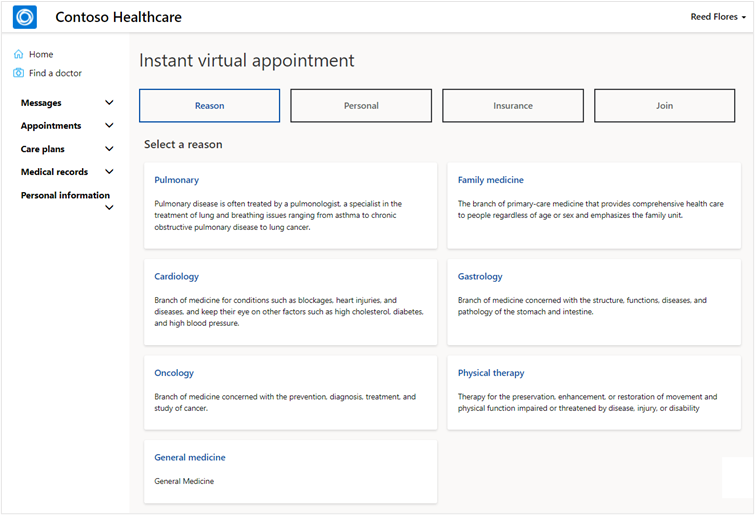 Contoso Healthcare
Reed Flores
Home
Find a doctor
Messages
Appointments
Care plans
Medical records
Personal information
Instant virtual appointment
Reason
Personal
Insurance
Join
Select a reason
Pulmonary
Pulmonary disease is often treated by a pulmonologist, a specialist in the
treatment of lung and breathing issues ranging from asthma to chronic
obstructive pulmonary disease to lung cancer.
Family medicine
The branch of primary-care medicine that provides comprehensive health care
to people regardless of age or sex and emphasizes the family unit.
Cardiology
Branch of medicine for conditions such as blockages, heart injuries, and
diseases, and keep their eye on other factors such as high cholesterol, diabetes,
and high blood pressure.
Gastrology
Branch of medicine concerned with the structure, functions, diseases, and
pathology of the stomach and intestine.
Oncology
Branch of medicine concerned with the prevention, diagnosis, treatment, and
study of cancer.
Physical therapy
Therapy for the preservation, enhancement, or restoration of movement and
physical function impaired or threatened by disease, injury, or disability
General medicine
General Medicine